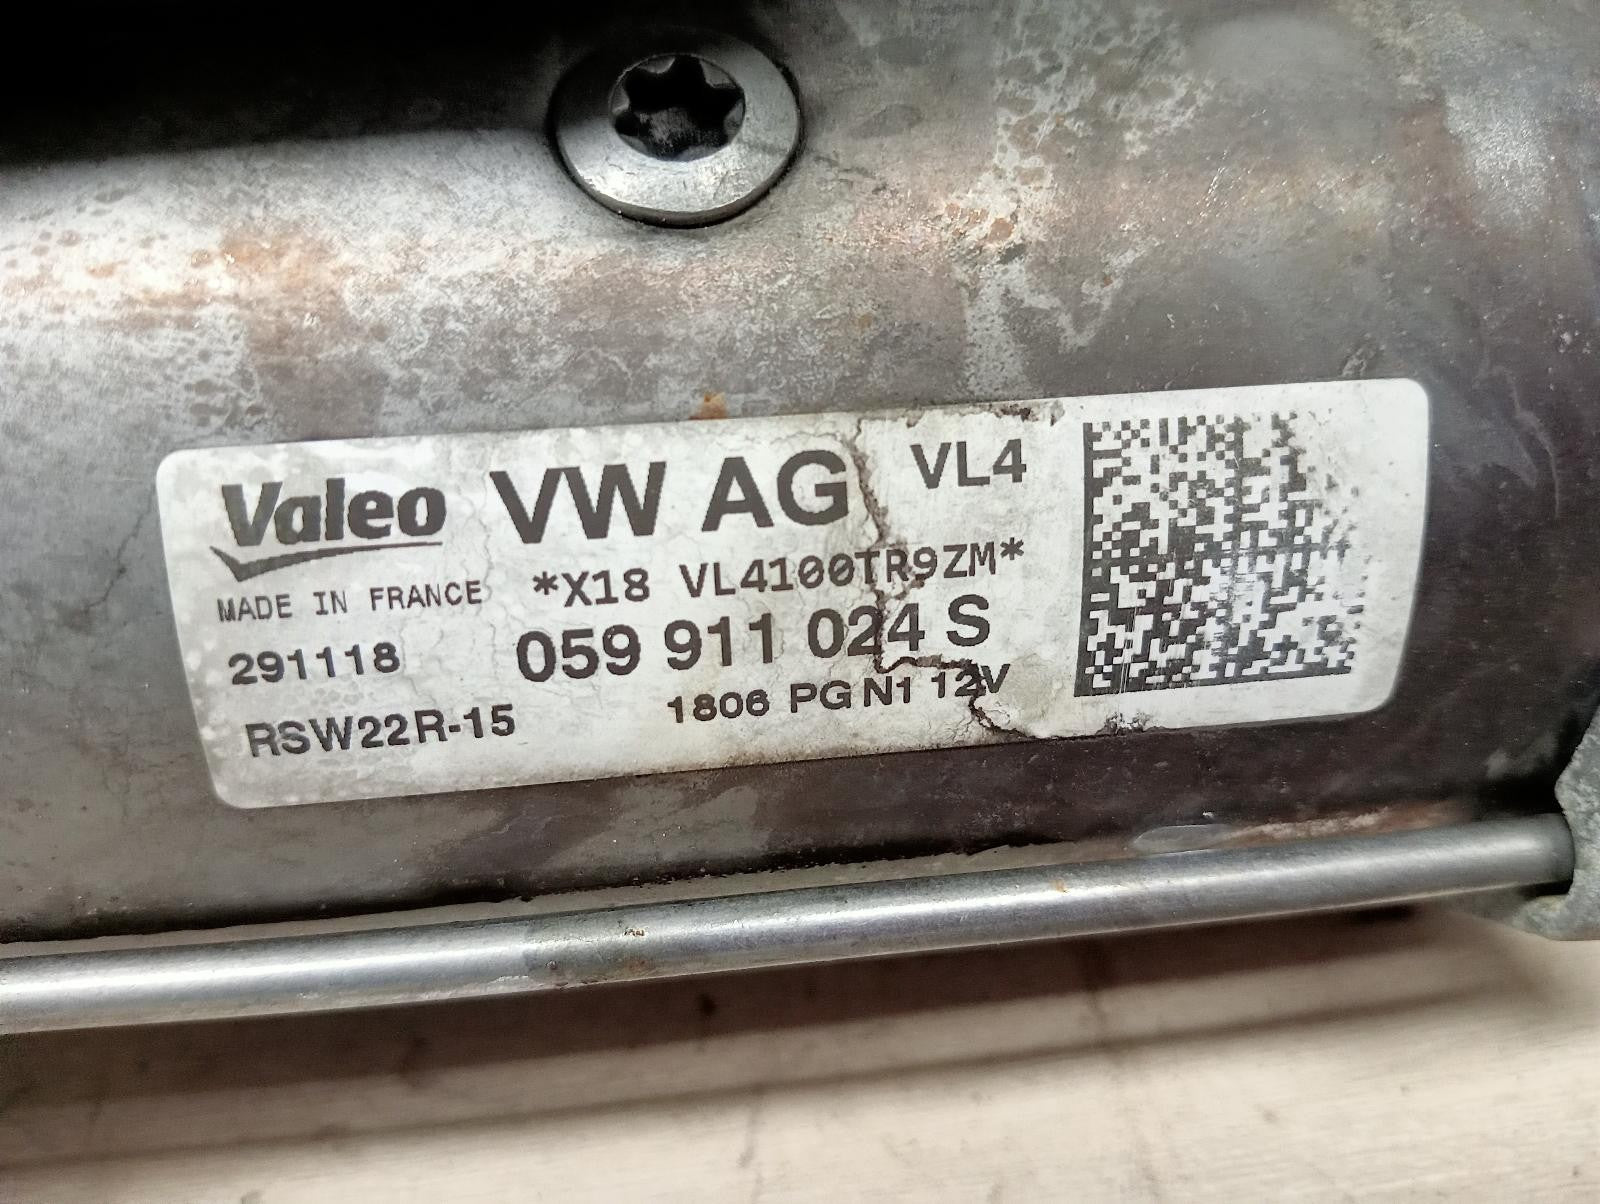 Valeo VW AG VL4
MADE IN FRANCE *X18 VL4100TR9ZM*
291118 059 911 024 S
RSW22R-15 1806 PG N1 12V